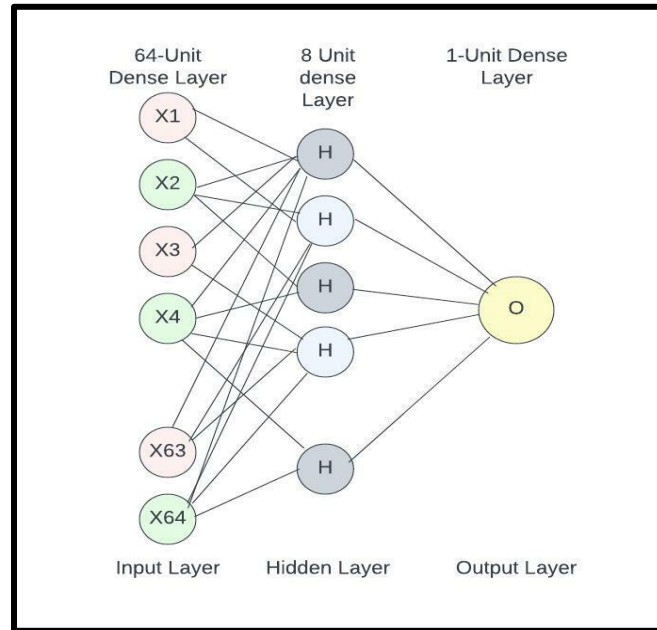 64-Unit
Dense Layer
8 Unit
dense
Layer
1-Unit Dense
Layer
X1
X2
X3
X4
X63
X64
H
H
H
H
H
O
Input Layer
Hidden Layer
Output Layer